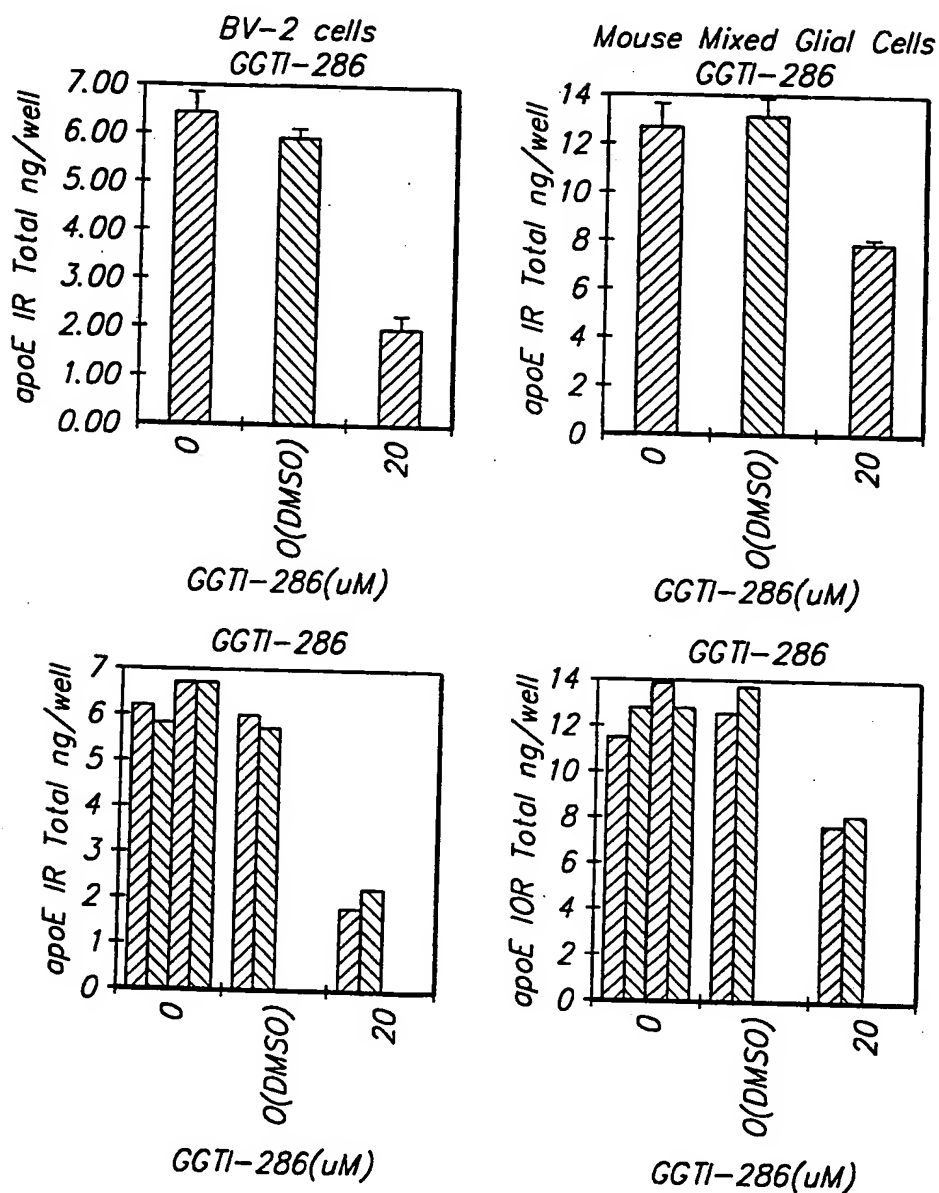 BV-2 cells
GGTI-286
apoE IR Total ng/well
7.00
6.00
5.00
4.00
3.00
2.00
1.00
0.00
0
O(DMSO)
20
GGTI-286(uM)
Mouse Mixed Glial Cells
GGTI-286
apoE IR Total ng/well
14
12
10
8
6
4
2
0
0
O(DMSO)
20
GGTI-286(uM)
GGTI-286
apoE IR Total ng/well
7
6
5
4
3
2
1
0
0
O(DMSO)
20
GGTI-286(uM)
GGTI-286
apoE IOR Total ng/well
14
12
10
8
6
4
2
0
0
O(DMSO)
20
GGTI-286(uM)